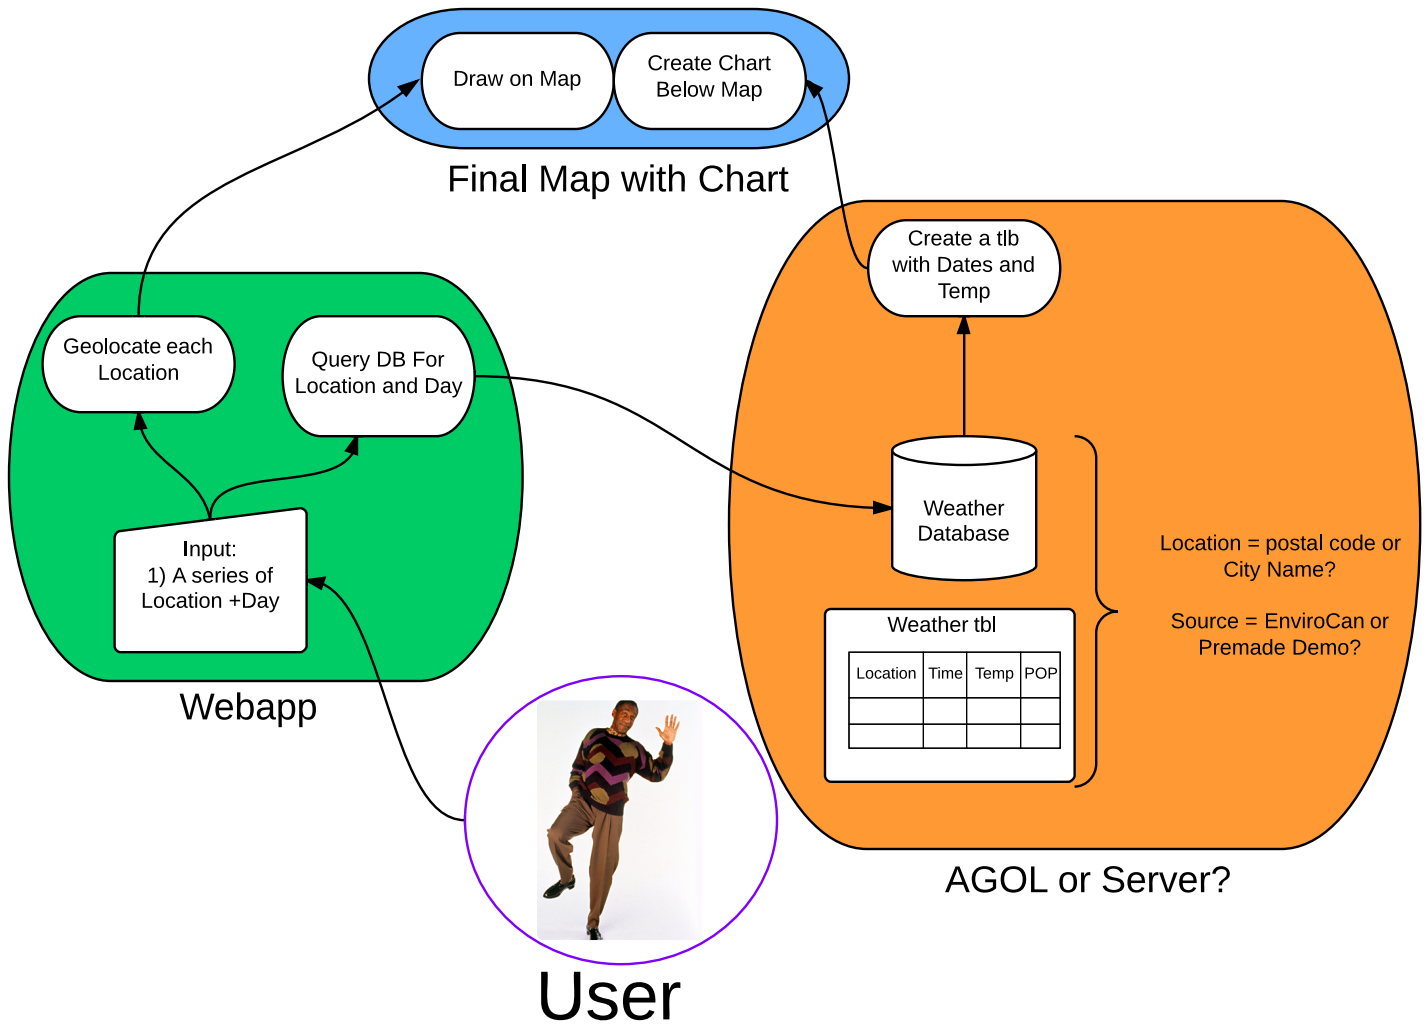 Draw on Map
Create Chart
Below Map
Final Map with Chart
Create a tlb
with Dates and
Temp
Geolocate each
Location
Query DB For
Location and Day
Input:
1) A series of
Location +Day
Webapp
Weather
Database
Location = postal code or
City Name?
Source = EnviroCan or
Premade Demo?
Weather tbl
Location Time Temp POP
AGOL or Server?
User